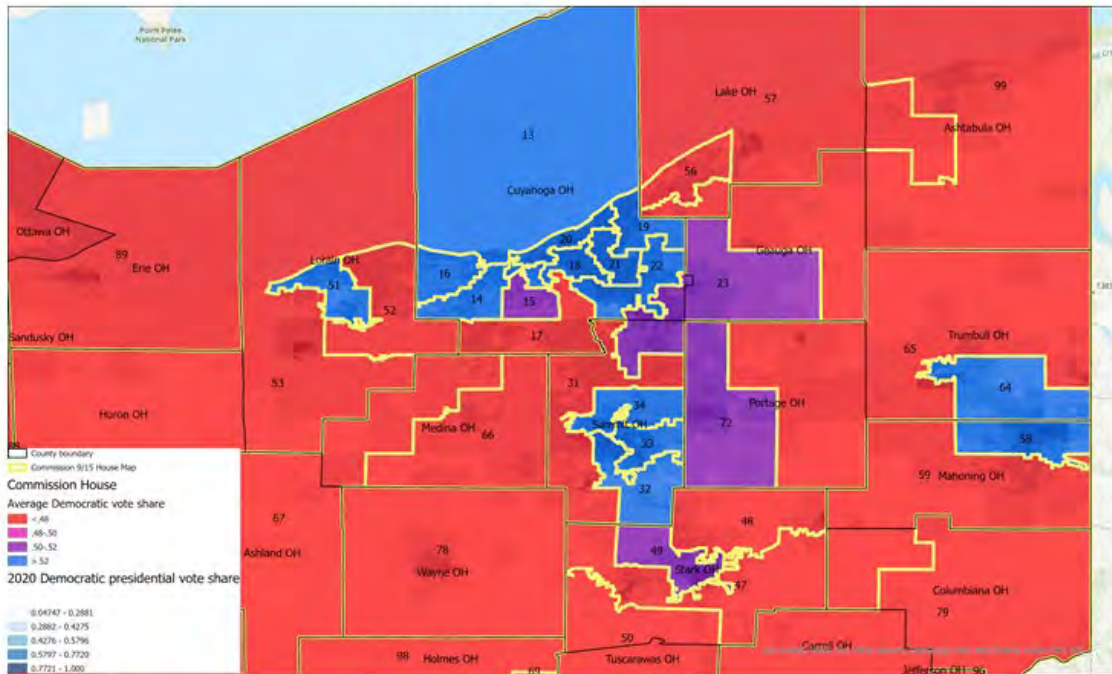 Point Pelee
National Park
99
Lake OH
57
Ashtabula OH
13
56
Cuyahoga OH
Ottawa OH
19
89
20
Geauga OH
Erie OH
Lorain OH
16
18
21
22
51
23
14
15
52
Sandusky OH
17
Trumbull OH
65
53
31
64
34
Huron OH
Portage OH
Medina OH
66
72
33
58
88
County boundary
59
Mahoning OH
Commission 9/15 House Map
Commission House
32
Average Democratic vote share
<.48
67
48
.48-.50
.50-.52
78
49
Ashland OH
>.52
Wayne OH
Stark OH
47
2020 Democratic presidential vote share
Columbiana OH
79
0.04747 - 0.2881
0.2882 - 0.4275
50
0.4276 - 0.5796
Carroll OH
0.5797 - 0.7720
98
Holmes OH
Tuscarawas OH
0.7721 - 1.000
69
Jefferson OH
96